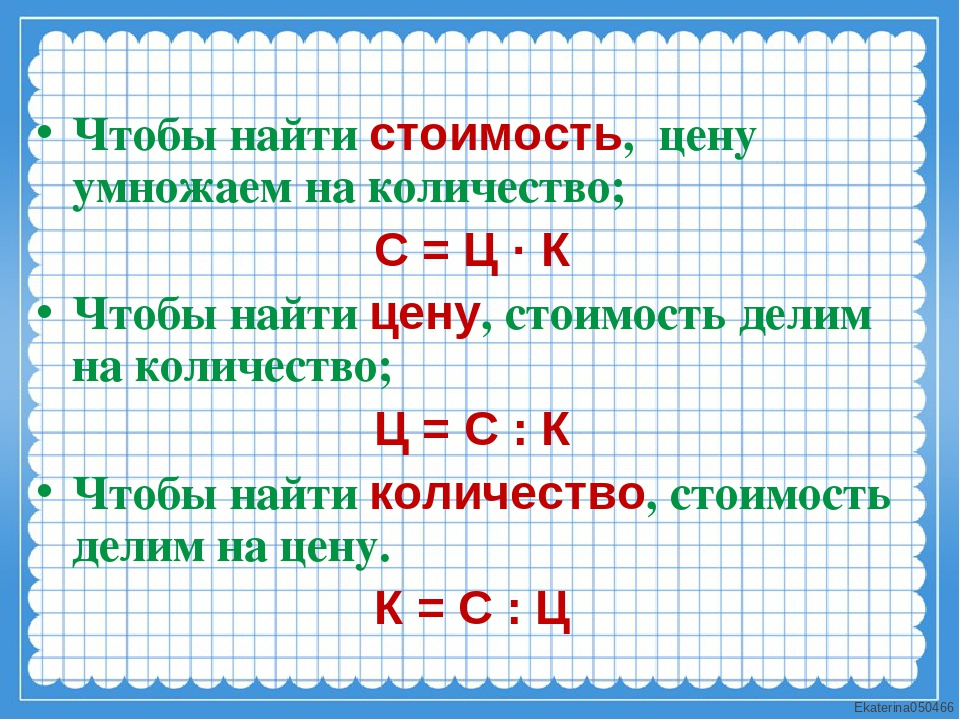 • Чтобы найти стоимость, цену
умножаем на количество;
С = Ц · К
• Чтобы найти цену, стоимость делим
на количество;
Ц = С : К
• Чтобы найти количество, стоимость
делим на цену.
К = С : Ц
Ekaterina050466